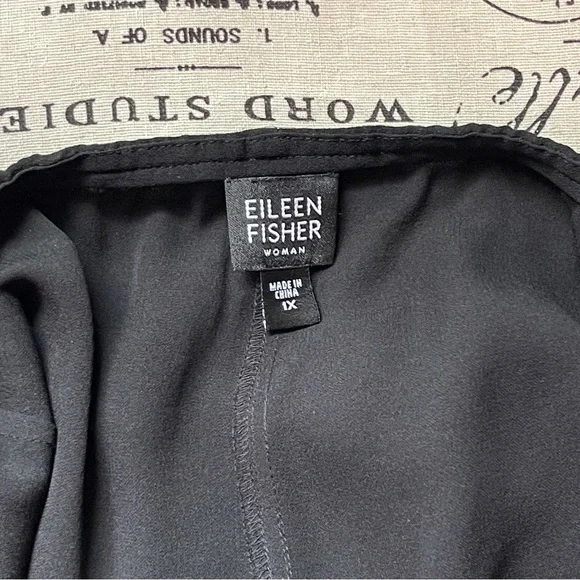 1. SOUNDS OF A.
WORD STUDIE
EILEEN
FISHER
WOMAN
MADE IN
CHINA
1X